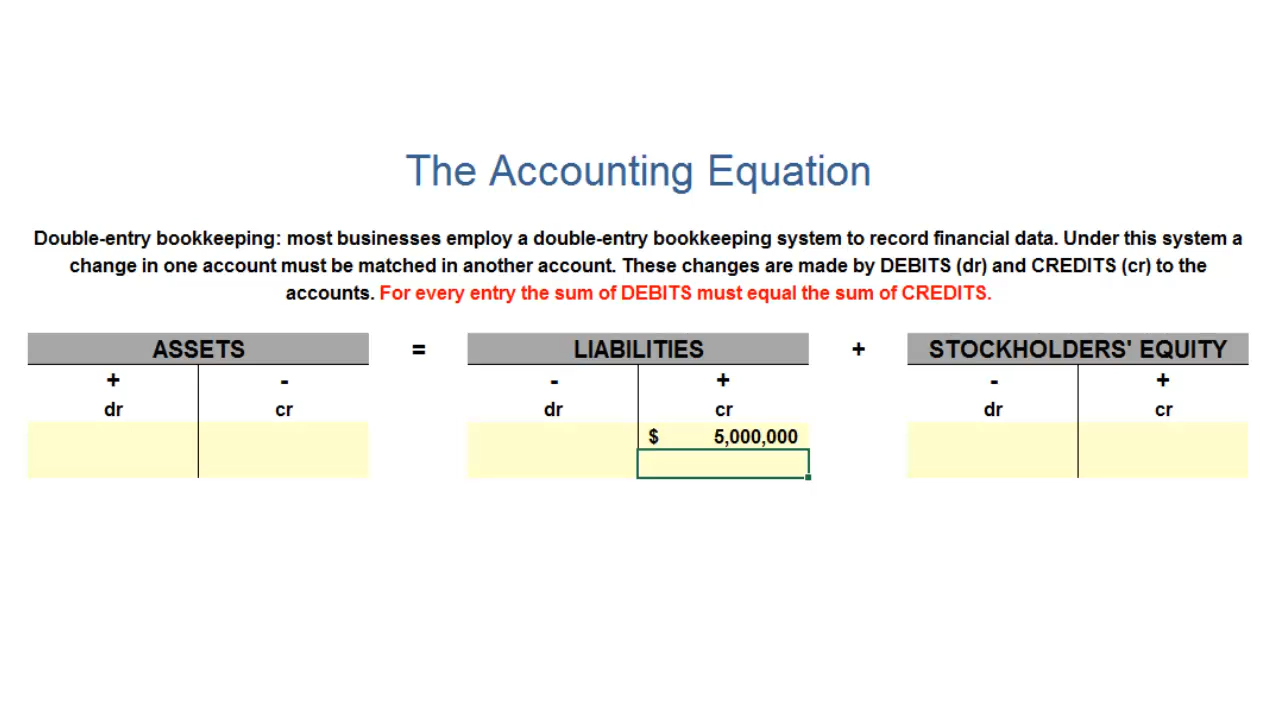 The Accounting Equation
Double-entry bookkeeping: most businesses employ a double-entry bookkeeping system to record financial data. Under this system a
change in one account must be matched in another account. These changes are made by DEBITS (dr) and CREDITS (cr) to the
accounts. For every entry the sum of DEBITS must equal the sum of CREDITS.
ASSETS = LIABILITIES + STOCKHOLDERS' EQUITY
+ - - + - +
dr cr dr cr dr cr
$ 5,000,000